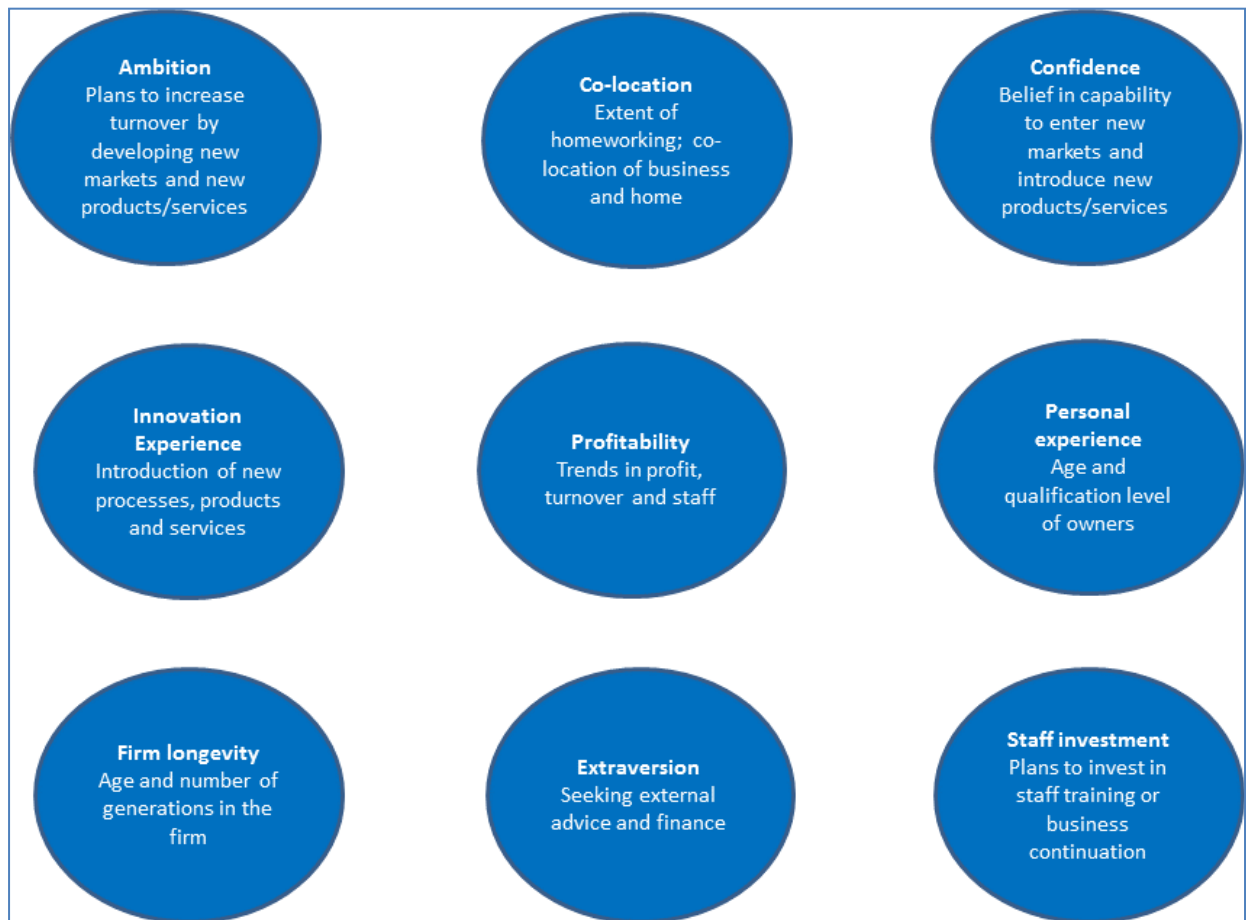 Ambition
Plans to increase
turnover by
developing new
markets and new
products/services
Co-location
Extent of
homeworking; co-
location of business
and home
Confidence
Belief in capability
to enter new
markets and
introduce new
products/services
Innovation
Experience
Introduction of new
processes, products
and services
Profitability
Trends in profit,
turnover and staff
Personal
experience
Age and
qualification level
of owners
Firm longevity
Age and number of
generations in the
firm
Extraversion
Seeking external
advice and finance
Staff investment
Plans to invest in
staff training or
business
continuation